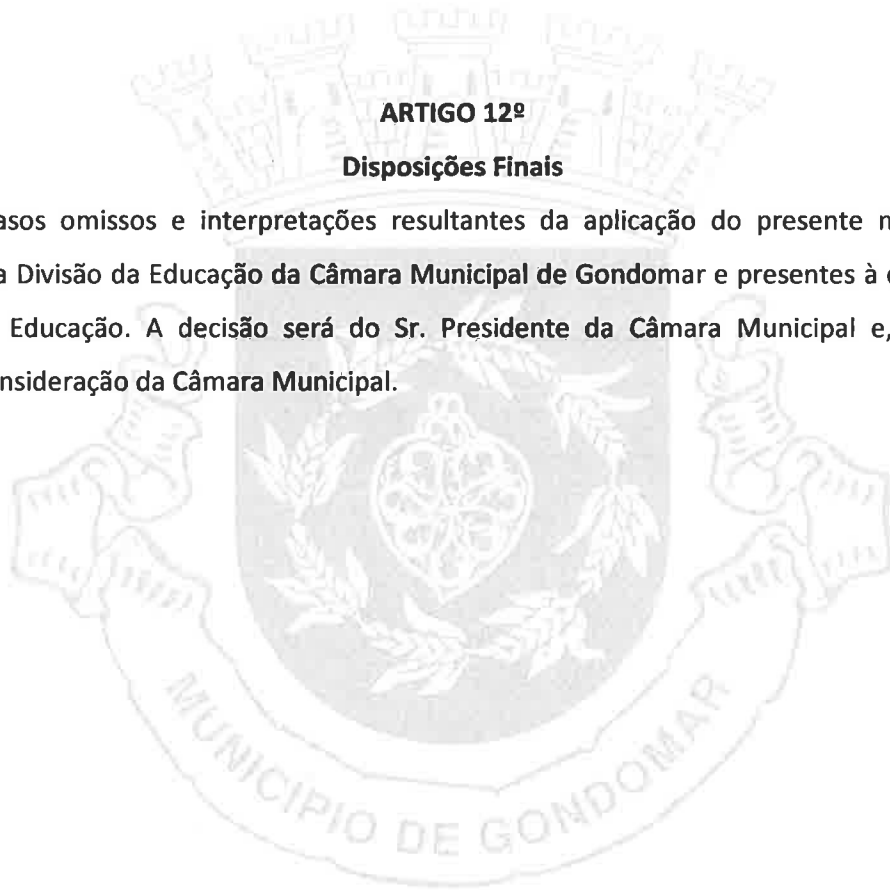 ARTIGO 12º
Disposições Finais
asos omissos e interpretações resultantes da aplicação do presente
a Divisão da Educação da Câmara Municipal de Gondomar e presentes à
Educação. A decisão será do Sr. Presidente da Câmara Municipal e,
nsideração da Câmara Municipal.
MUNICÍPIO DE GONDOMAR